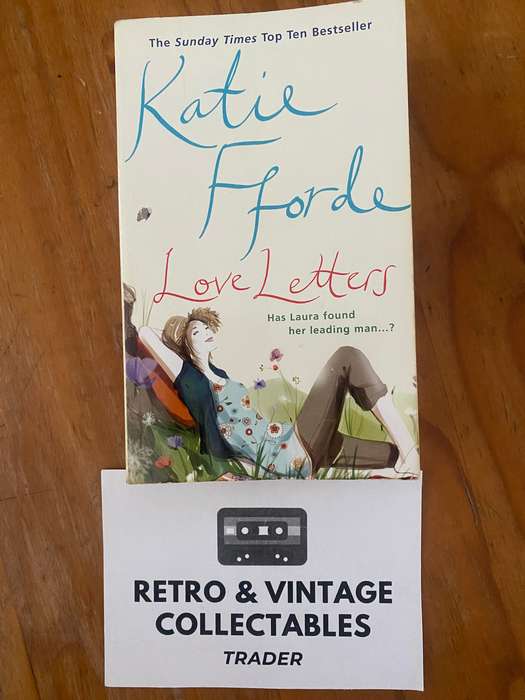 The Sunday Times Top Ten Bestseller
Katie
Fforde
Love Letters
Has Laura found
her leading man...?
RETRO & VINTAGE
COLLECTABLES
TRADER